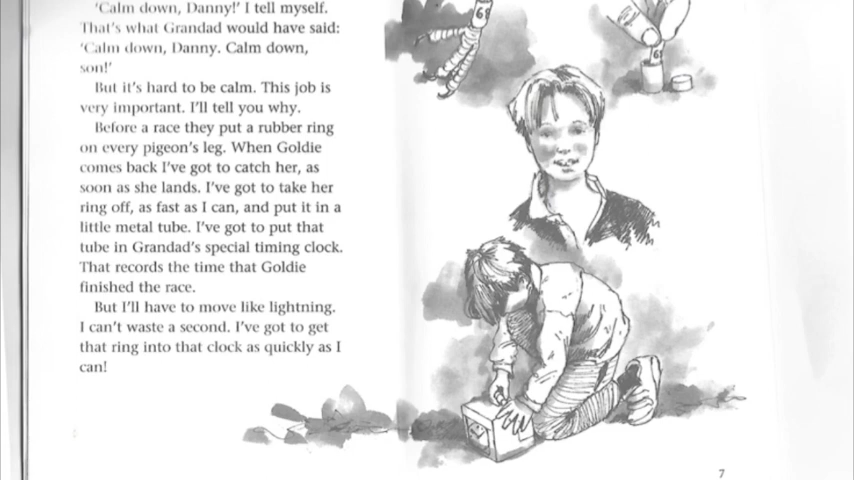 'Calm down, Danny!' I tell myself.
That's what Grandad would have said:
'Calm down, Danny. Calm down,
son!'
But it's hard to be calm. This job is
very important. I'll tell you why.
Before a race they put a rubber ring
on every pigeon's leg. When Goldie
comes back I've got to catch her, as
soon as she lands. I've got to take her
ring off, as fast as I can, and put it in a
little metal tube. I've got to put that
tube in Grandad's special timing clock.
That records the time that Goldie
finished the race.
But I'll have to move like lightning.
I can't waste a second. I've got to get
that ring into that clock as quickly as I
can!
7